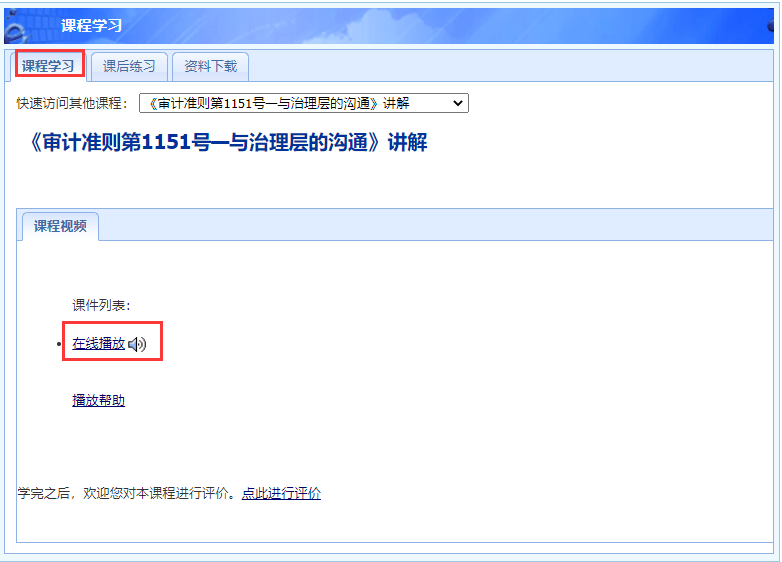 课程学习
课程学习 课后练习 资料下载
快速访问其他课程： 《审计准则第1151号—与治理层的沟通》讲解
《审计准则第1151号—与治理层的沟通》讲解
课程视频
课件列表：
在线播放
播放帮助
学完之后，欢迎您对本课程进行评价。点此进行评价